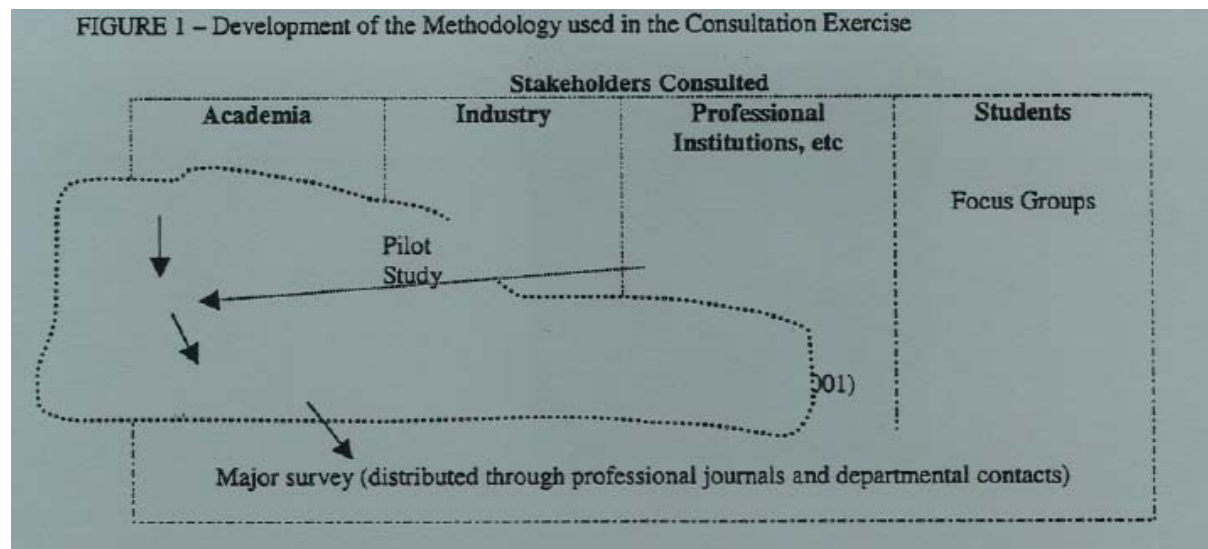 FIGURE 1 – Development of the Methodology used in the Consultation Exercise
Stakeholders Consulted
Academia Industry Professional Students
Institutions, etc
Focus Groups
Pilot
Study
001)
Major survey (distributed through professional journals and departmental contacts)